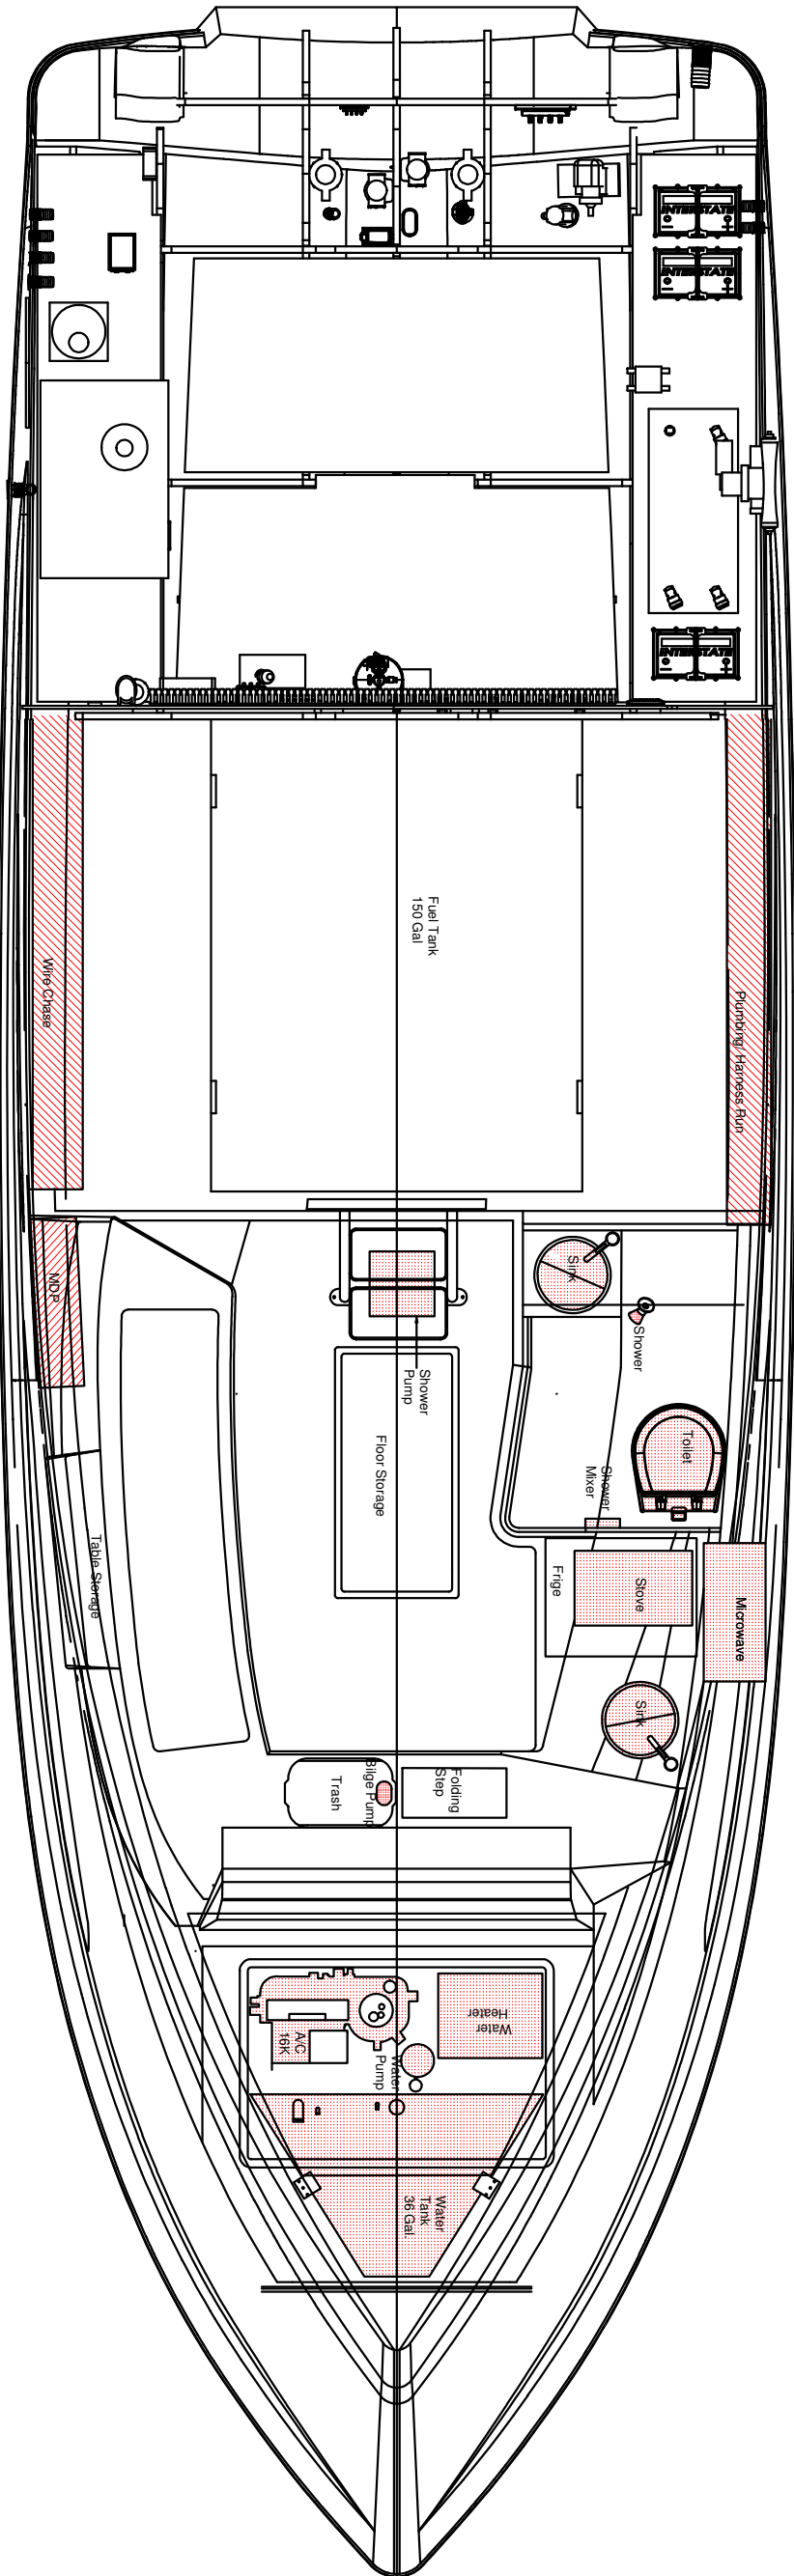 INTERSTATE
INTERSTATE
INTERSTATE
Fuel Tank
150 Gal
Wire Chase
Plumbing/ Harness Run
Sink
MDP
Shower
Shower
Pump
Toilet
Floor Storage
Shower
Mixer
Table Storage
Frige
Stove
Microwave
Sink
Folding
Step
Bilge Pump
Trash
Water
Heater
A/C
16K
Water
Pump
Water
Tank
36 Gal.